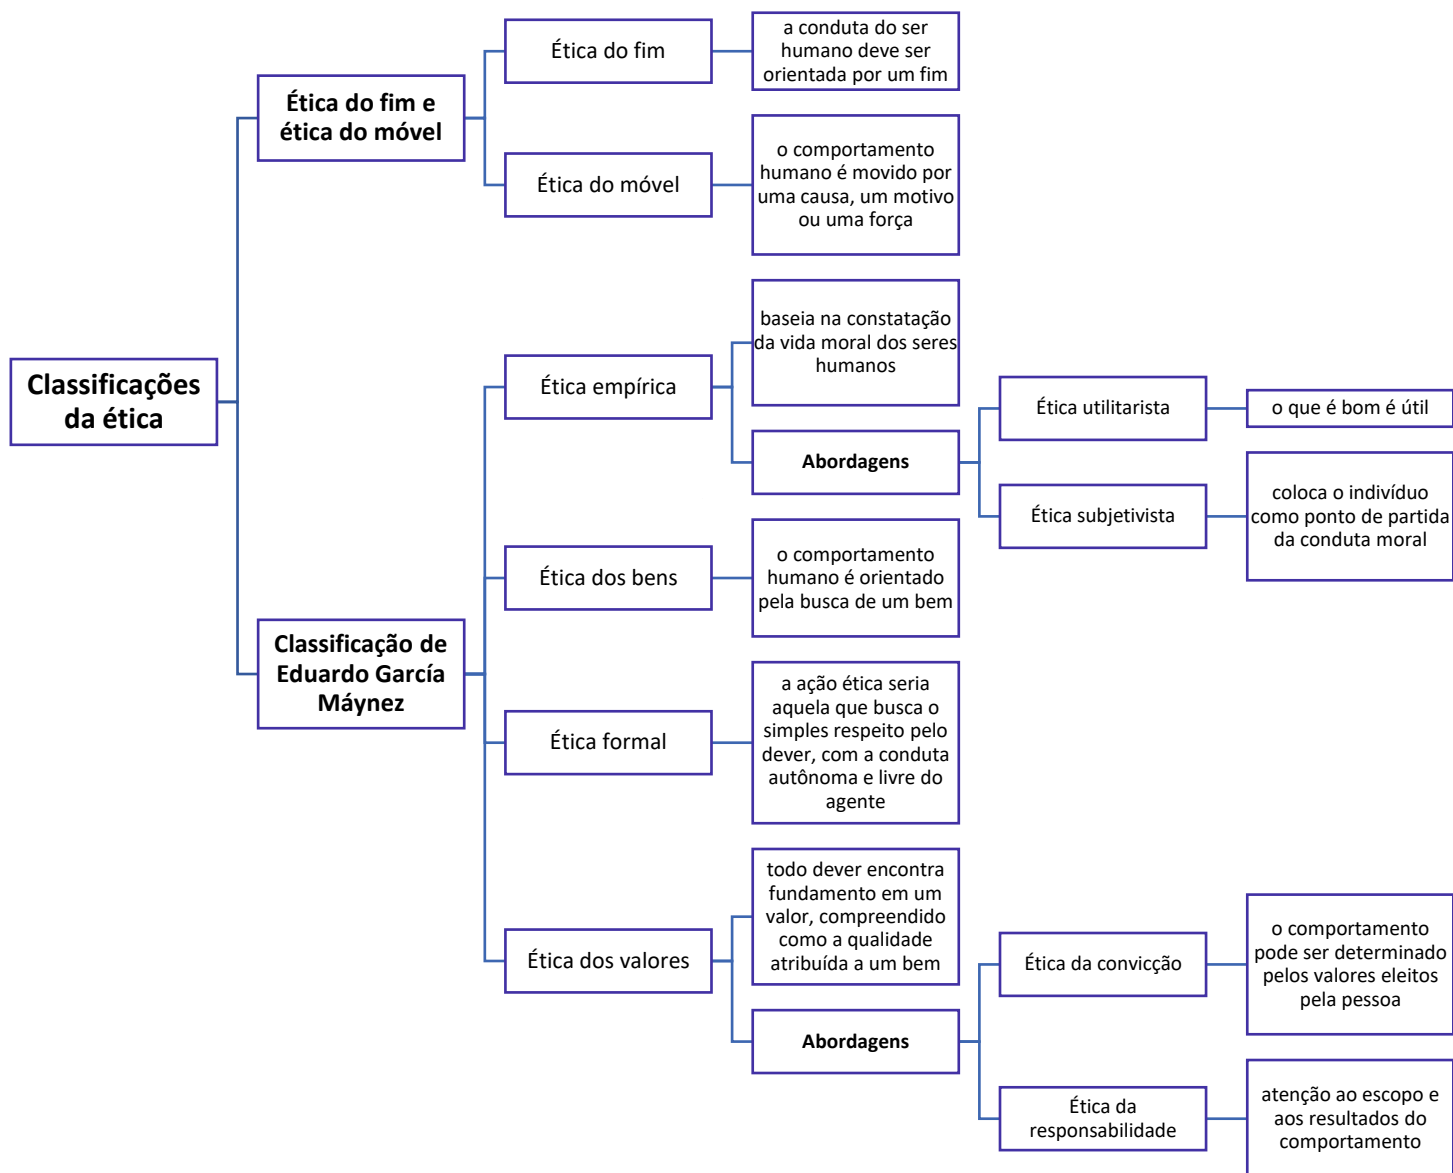 Classificações
da ética
Ética do fim e
ética do móvel
Ética do fim
a conduta do ser
humano deve ser
orientada por um fim
Ética do móvel
o comportamento
humano é movido por
uma causa, um motivo
ou uma força
Classificação de
Eduardo García
Máynez
Ética empírica
baseia na constatação
da vida moral dos seres
humanos
Abordagens
Ética utilitarista
o que é bom é útil
Ética subjetivista
coloca o indivíduo
como ponto de partida
da conduta moral
Ética dos bens
o comportamento
humano é orientado
pela busca de um bem
Ética formal
a ação ética seria
aquela que busca o
simples respeito pelo
dever, com a conduta
autônoma e livre do
agente
Ética dos valores
todo dever encontra
fundamento em um
valor, compreendido
como a qualidade
atribuída a um bem
Abordagens
Ética da convicção
o comportamento
pode ser determinado
pelos valores eleitos
pela pessoa
Ética da
responsabilidade
atenção ao escopo e
aos resultados do
comportamento